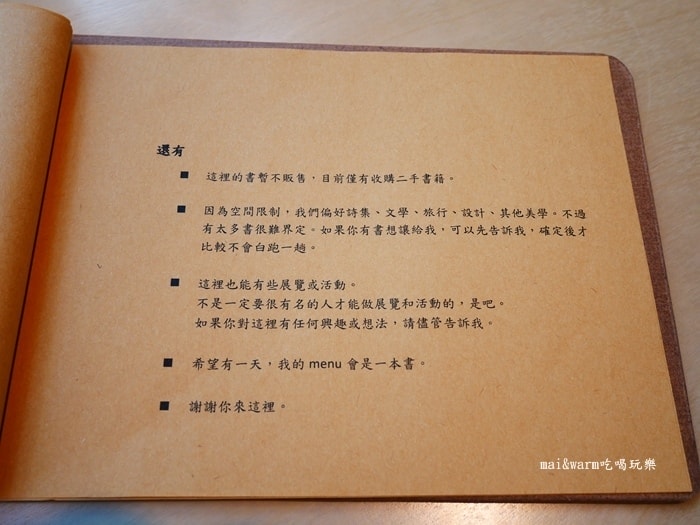 還有
■ 這裡的書暫不販售，目前僅有收購二手書籍。
■ 因為空間限制，我們偏好詩集、文學、旅行、設計、其他美學。不過
有太多書很難界定。如果你有書想讓給我，可以先告訴我，確定後才
比較不會白跑一趟。
■ 這裡也能有些展覽或活動。
不是一定要很有名的人才能做展覽和活動的，是吧。
如果你對這裡有任何興趣或想法，請儘管告訴我。
■ 希望有一天，我的 menu 會是一本書。
■ 謝謝你來這裡。
mai&warm吃喝玩樂